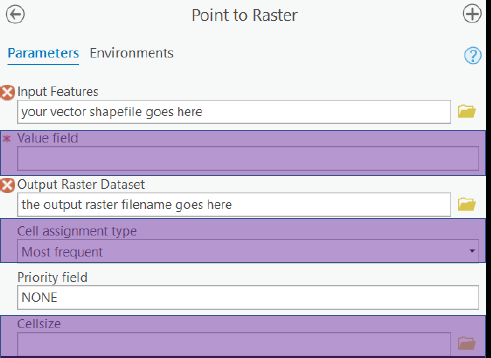 Point to Raster
Parameters Environments
Input Features
your vector shapefile goes here
* Value field
Output Raster Dataset
the output raster filename goes here
Cell assignment type
Most frequent
Priority field
NONE
Cellsize